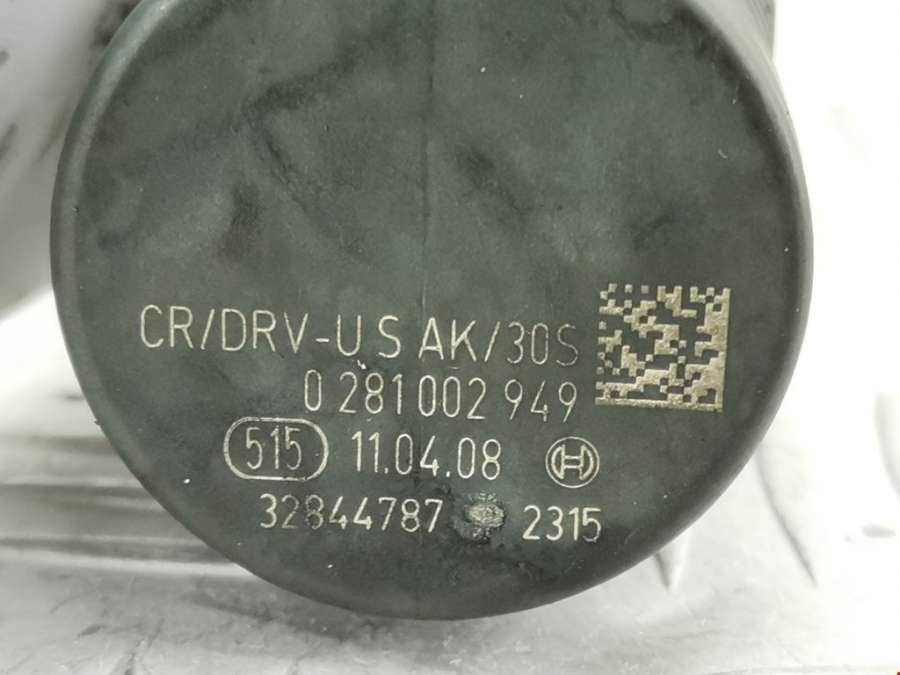 CR/DRV-U S AK/30S
0 281 002 949
515 11.04.08
32844787 2315